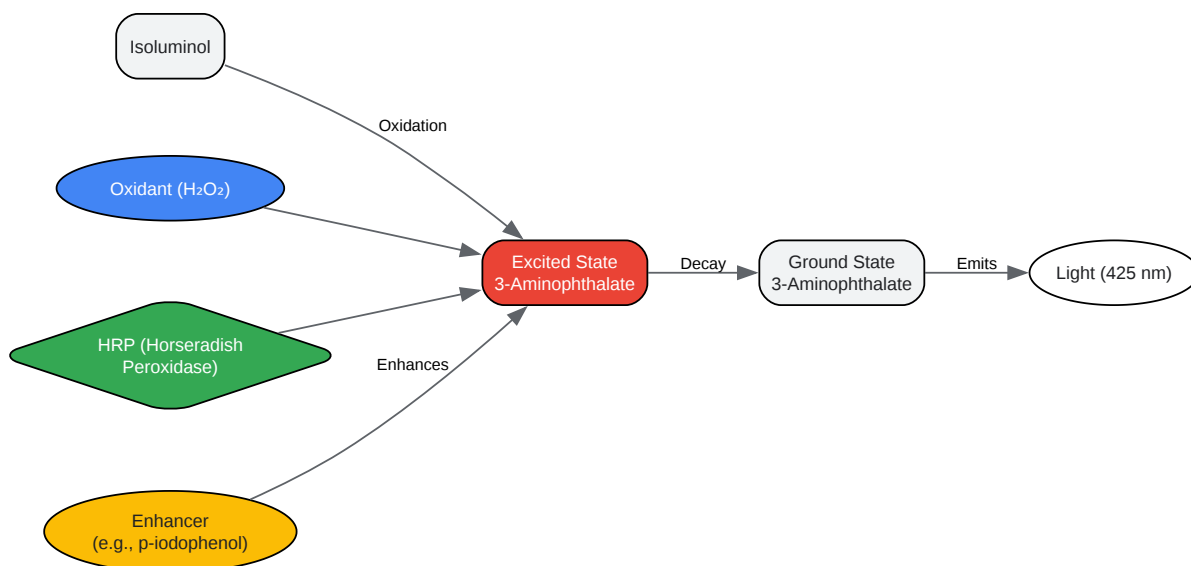 Isoluminol
Oxidation
Oxidant (H₂O₂)
Excited State
3-Aminophthalate
Decay
Ground State
3-Aminophthalate
Emits
Light (425 nm)
HRP (Horseradish
Peroxidase)
Enhances
Enhancer
(e.g., p-iodophenol)